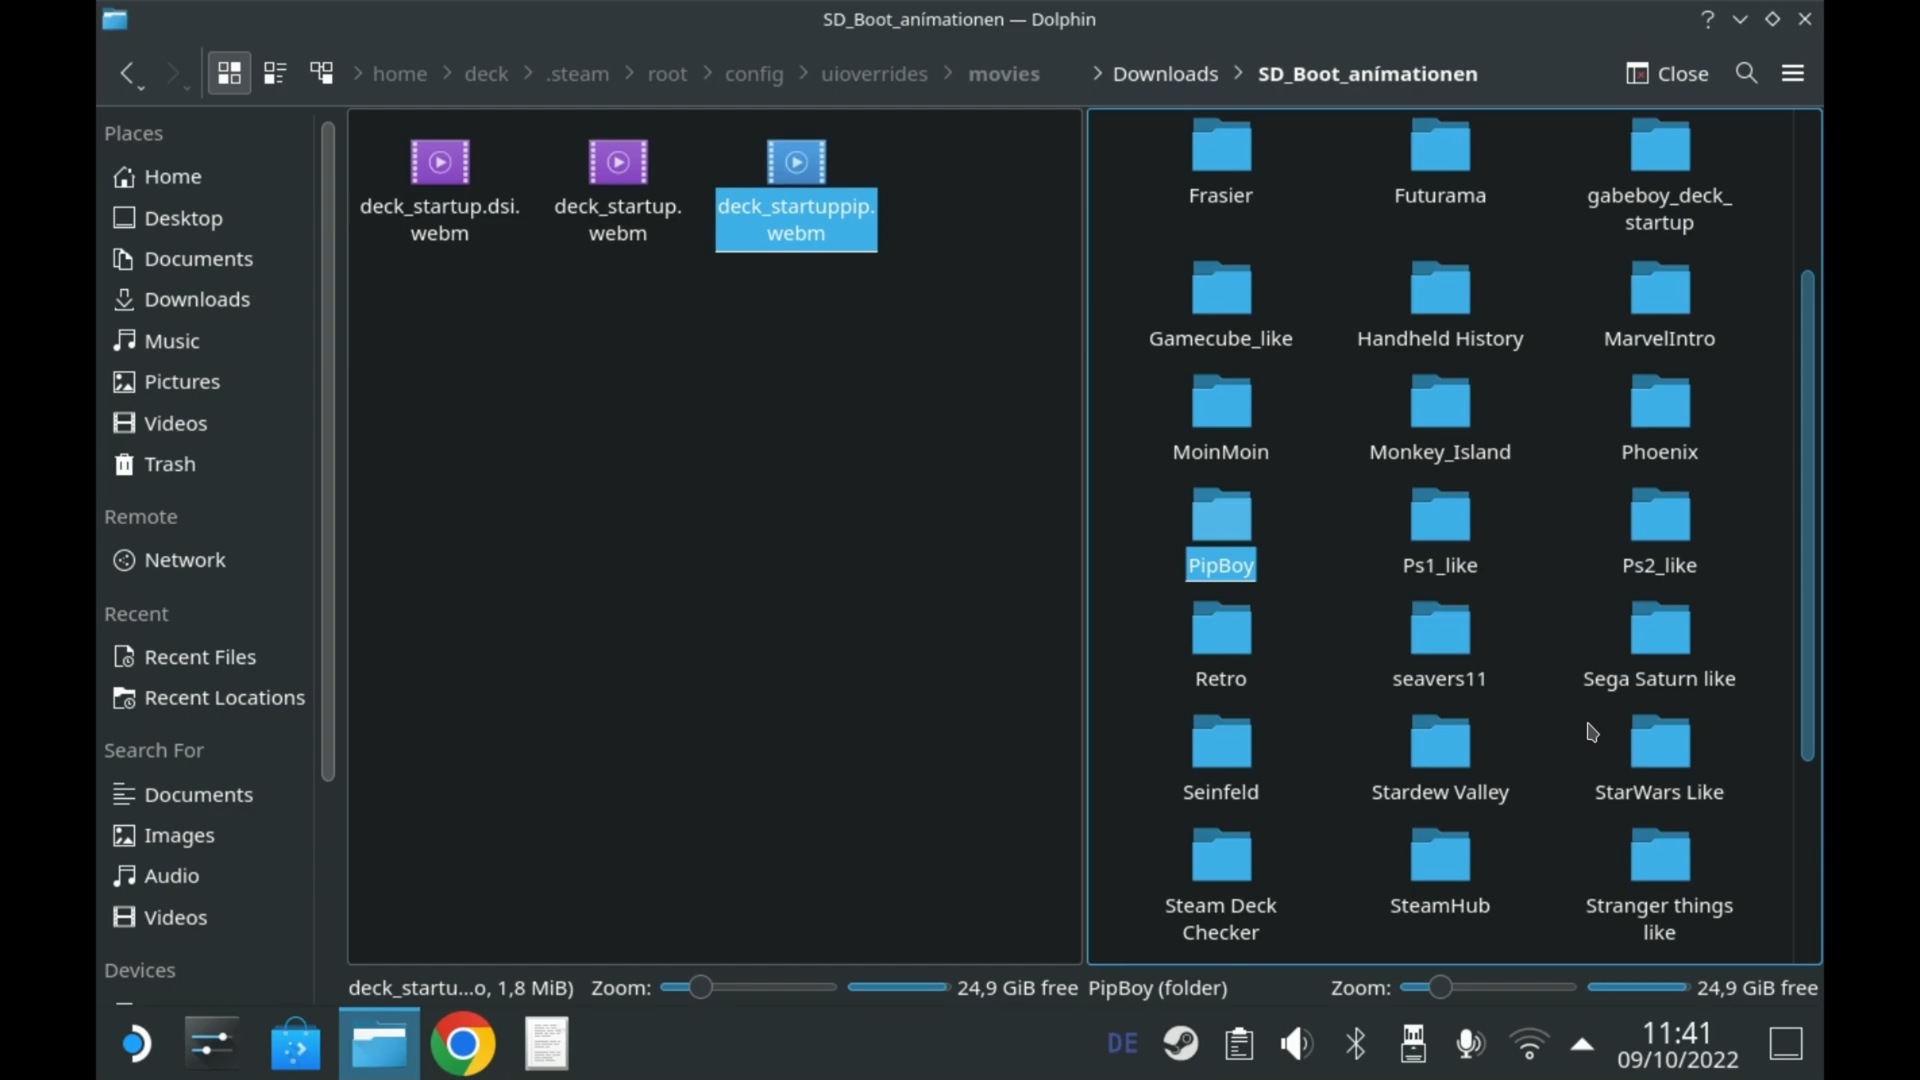 SD_Boot_anímationen — Dolphin
home deck .steam root config uioverrides movies
Downloads SD_Boot_anímationen
Close
Places
Home
Desktop
Documents
Downloads
Music
Pictures
Videos
Trash
Remote
Network
Recent
Recent Files
Recent Locations
Search For
Documents
Images
Audio
Videos
Devices
deck_startup.dsi.
webm
deck_startup.
webm
deck_startuppip.
webm
Frasier
Futurama
gabeboy_deck_
startup
Gamecube_like
Handheld History
MarvelIntro
MoinMoin
Monkey_Island
Phoenix
PipBoy
Ps1_like
Ps2_like
Retro
seavers11
Sega Saturn like
Seinfeld
Stardew Valley
StarWars Like
Steam Deck
Checker
SteamHub
Stranger things
like
deck_startu...o, 1,8 MiB)
Zoom:
24,9 GiB free
PipBoy (folder)
Zoom:
24,9 GiB free
DE
11:41
09/10/2022